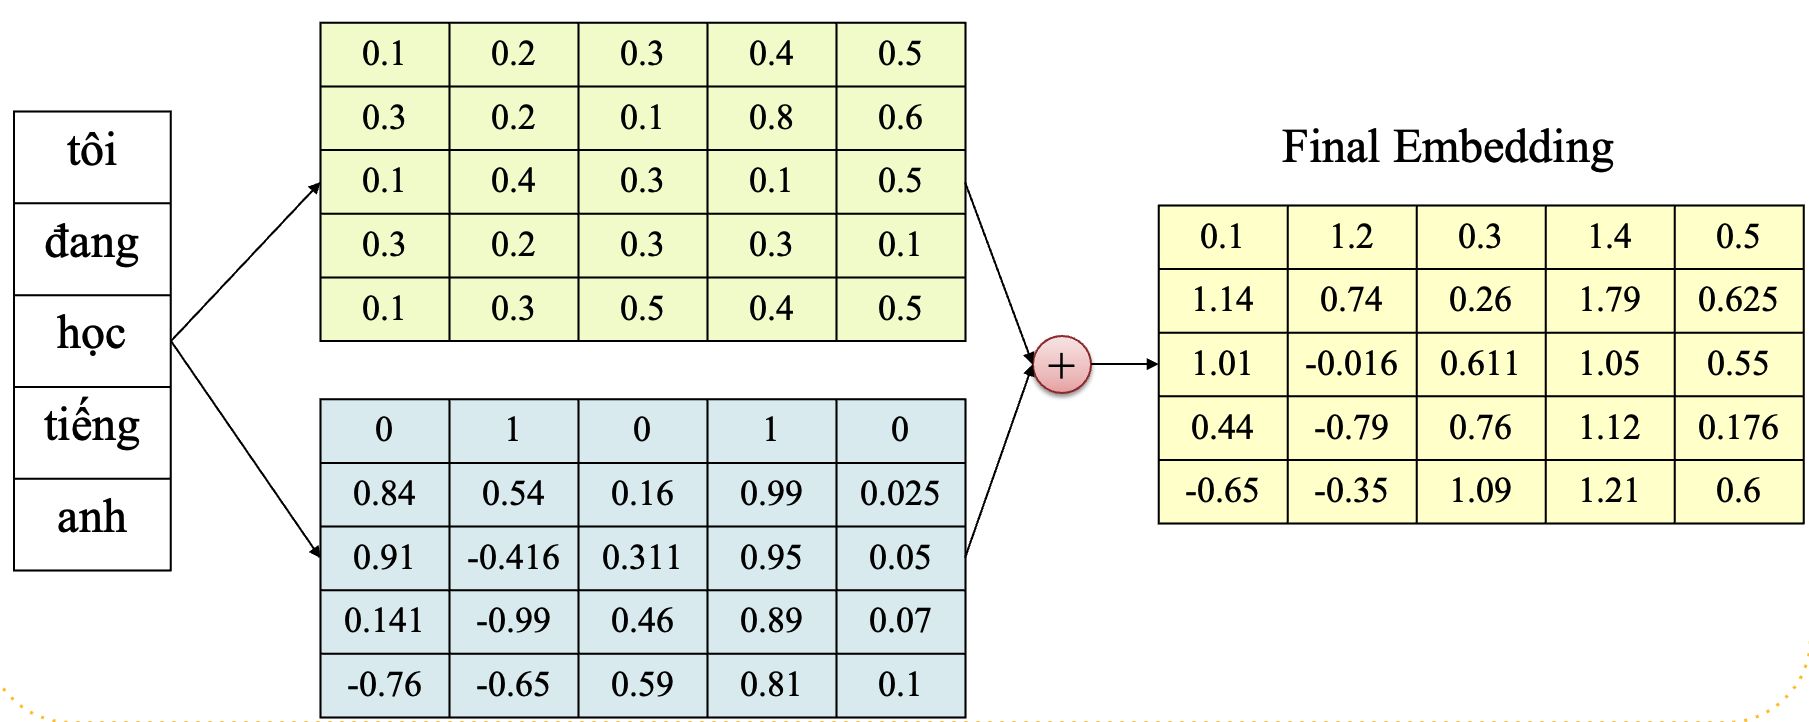 tôi
đang
học
tiếng
anh
0.1 0.2 0.3 0.4 0.5
0.3 0.2 0.1 0.8 0.6
0.1 0.4 0.3 0.1 0.5
0.3 0.2 0.3 0.3 0.1
0.1 0.3 0.5 0.4 0.5
0 1 0 1 0
0.84 0.54 0.16 0.99 0.025
0.91 -0.416 0.311 0.95 0.05
0.141 -0.99 0.46 0.89 0.07
-0.76 -0.65 0.59 0.81 0.1
+
Final Embedding
0.1 1.2 0.3 1.4 0.5
1.14 0.74 0.26 1.79 0.625
1.01 -0.016 0.611 1.05 0.55
0.44 -0.79 0.76 1.12 0.176
-0.65 -0.35 1.09 1.21 0.6